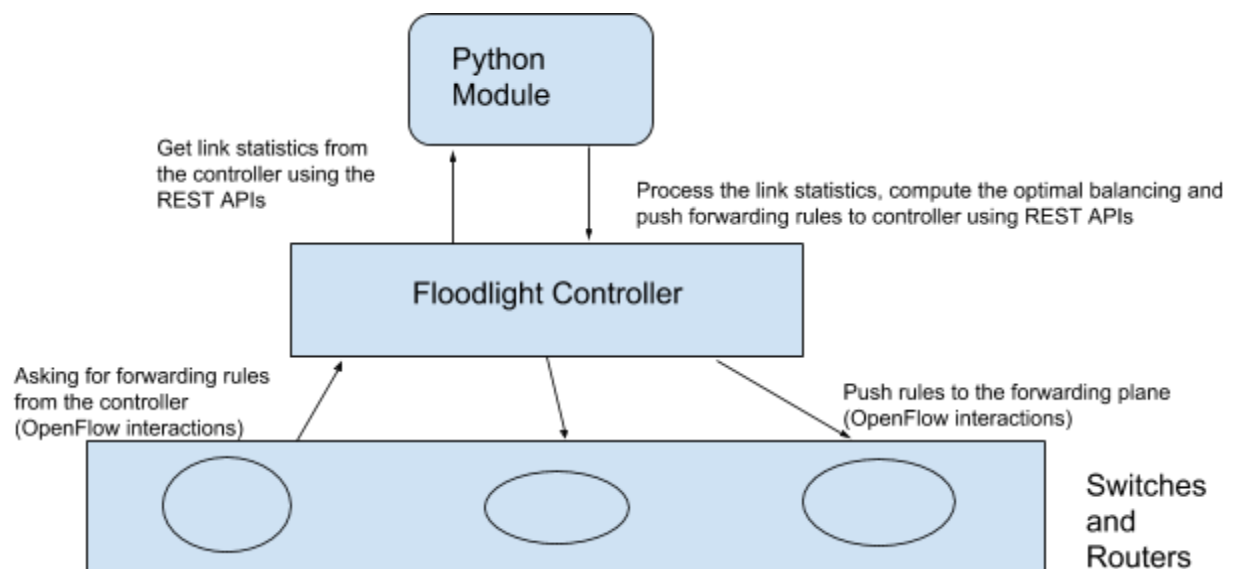 Python
Module
Get link statistics from
the controller using the
REST APIs
Process the link statistics, compute the optimal balancing and
push forwarding rules to controller using REST APIs
Floodlight Controller
Asking for forwarding rules
from the controller
(OpenFlow interactions)
Push rules to the forwarding plane
(OpenFlow interactions)
Switches
and
Routers